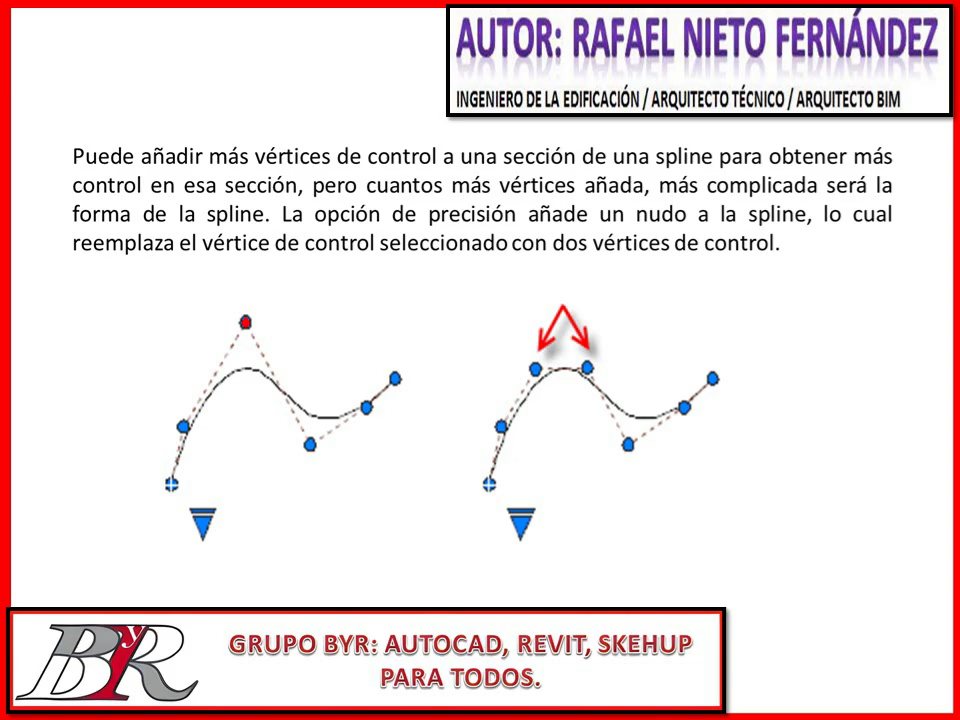 AUTOR: RAFAEL NIETO FERNÁNDEZ
INGENIERO DE LA EDIFICACIÓN / ARQUITECTO TÉCNICO / ARQUITECTO BIM
Puede añadir más vértices de control a una sección de una spline para obtener más
control en esa sección, pero cuantos más vértices añada, más complicada será la
forma de la spline. La opción de precisión añade un nudo a la spline, lo cual
reemplaza el vértice de control seleccionado con dos vértices de control.
ByR
GRUPO BYR: AUTOCAD, REVIT, SKEHUP
PARA TODOS.